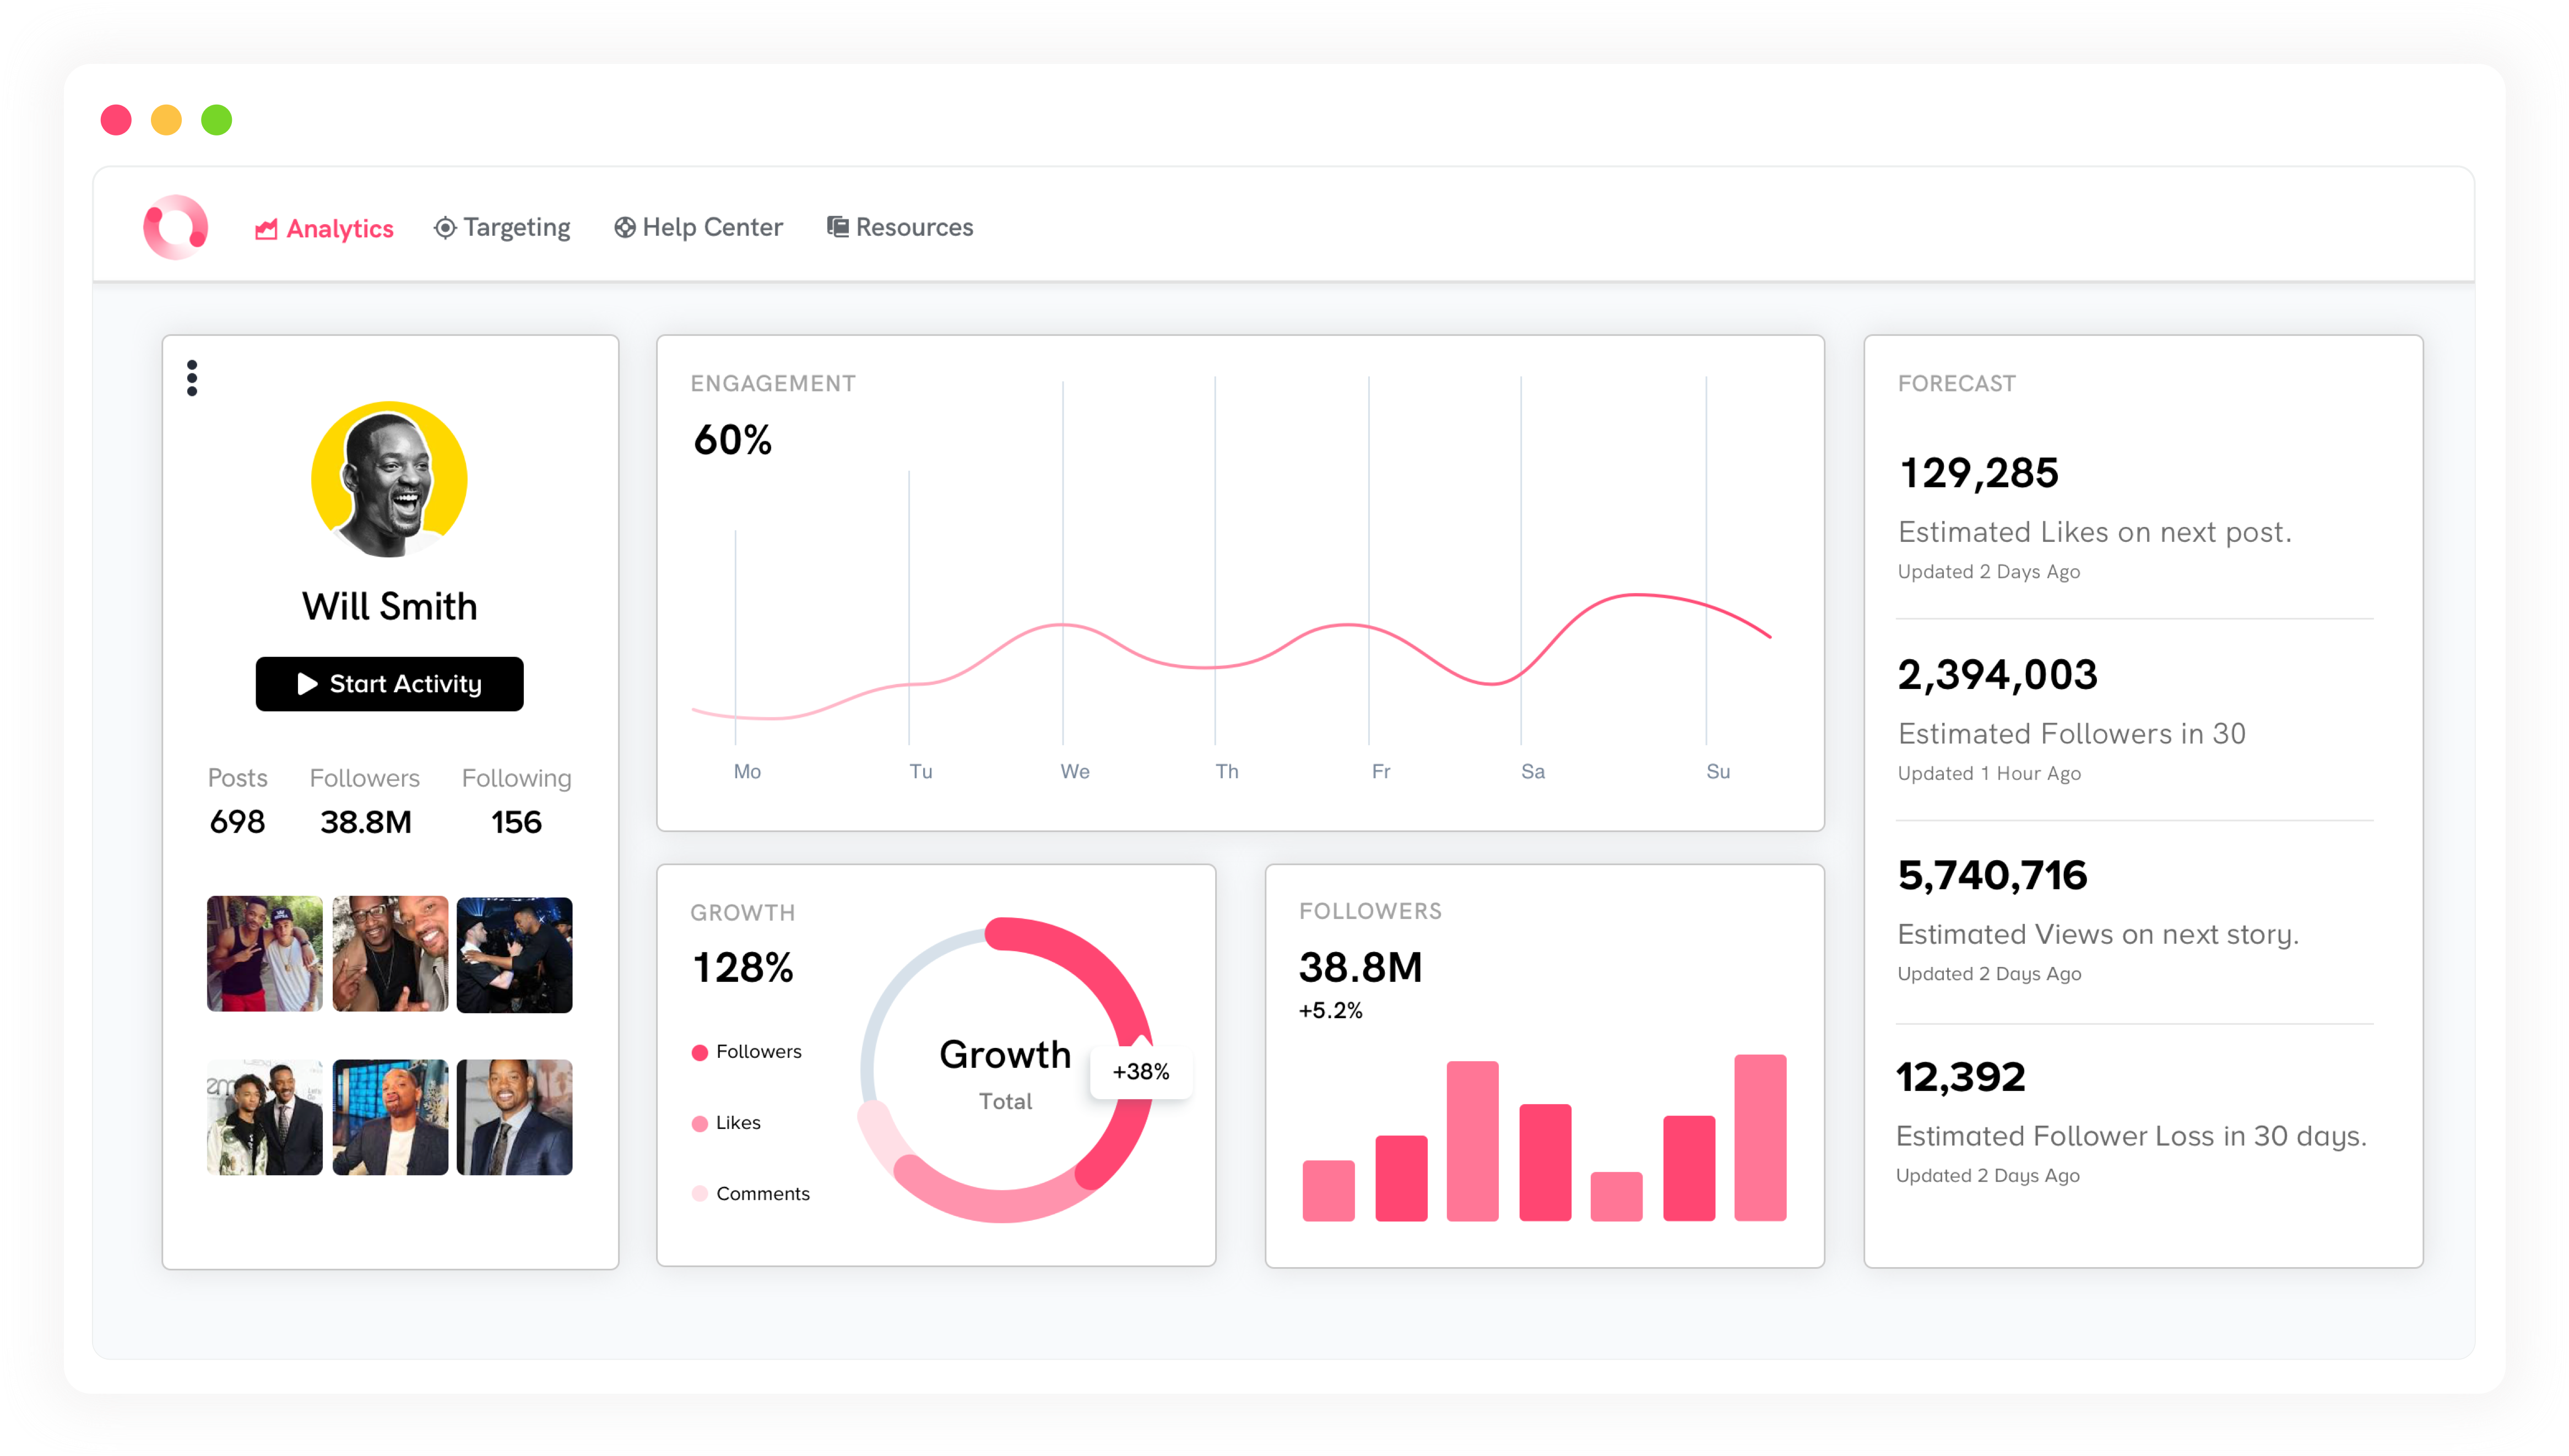 Analytics
Targeting
Help Center
Resources
Will Smith
Start Activity
Posts Followers Following
698 38.8M 156
ENGAGEMENT
60%
Mo Tu We Th Fr Sa Su
GROWTH
128%
Followers
Likes
Comments
Growth
Total
+38%
FOLLOWERS
38.8M
+5.2%
FORECAST
129,285
Estimated Likes on next post.
Updated 2 Days Ago
2,394,003
Estimated Followers in 30
Updated 1 Hour Ago
5,740,716
Estimated Views on next story.
Updated 2 Days Ago
12,392
Estimated Follower Loss in 30 days.
Updated 2 Days Ago